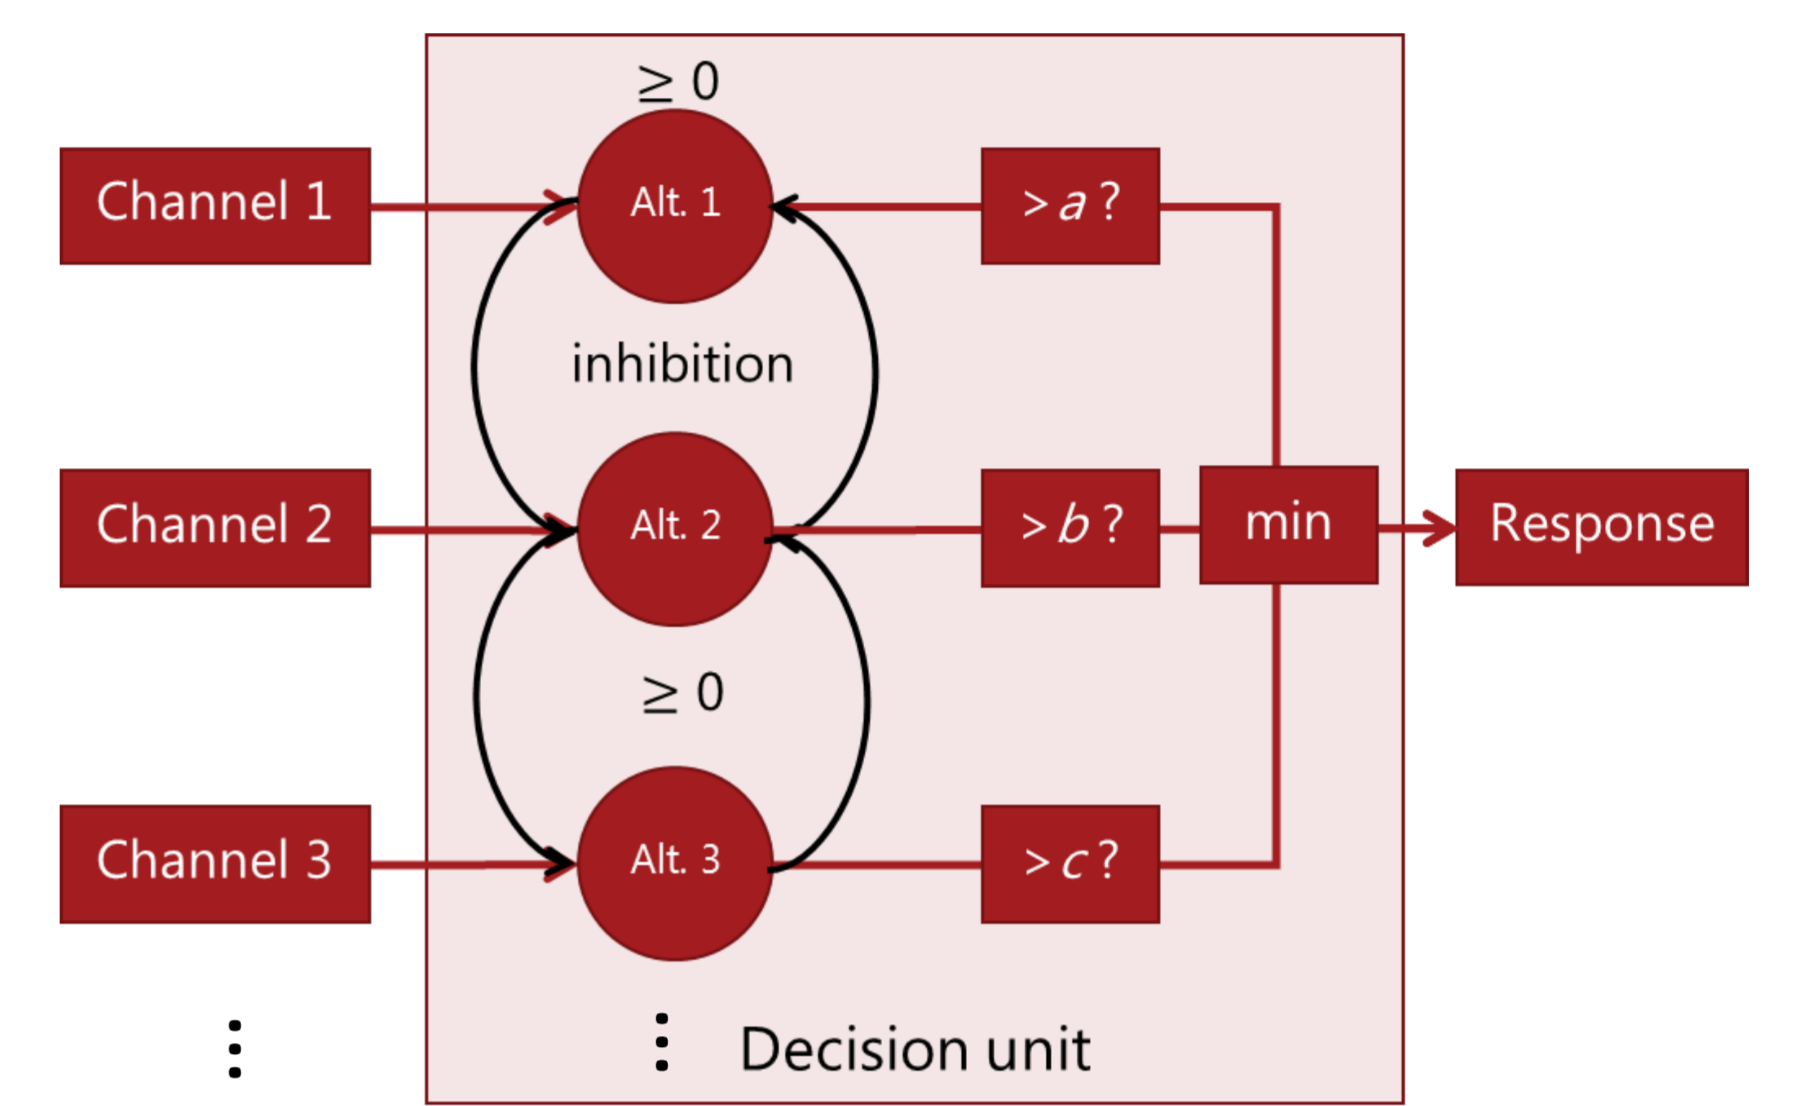 ≥ 0
Channel 1
Alt. 1
> a ?
inhibition
Channel 2
Alt. 2
> b ?
min
Response
≥ 0
Channel 3
Alt. 3
> c ?
Decision unit